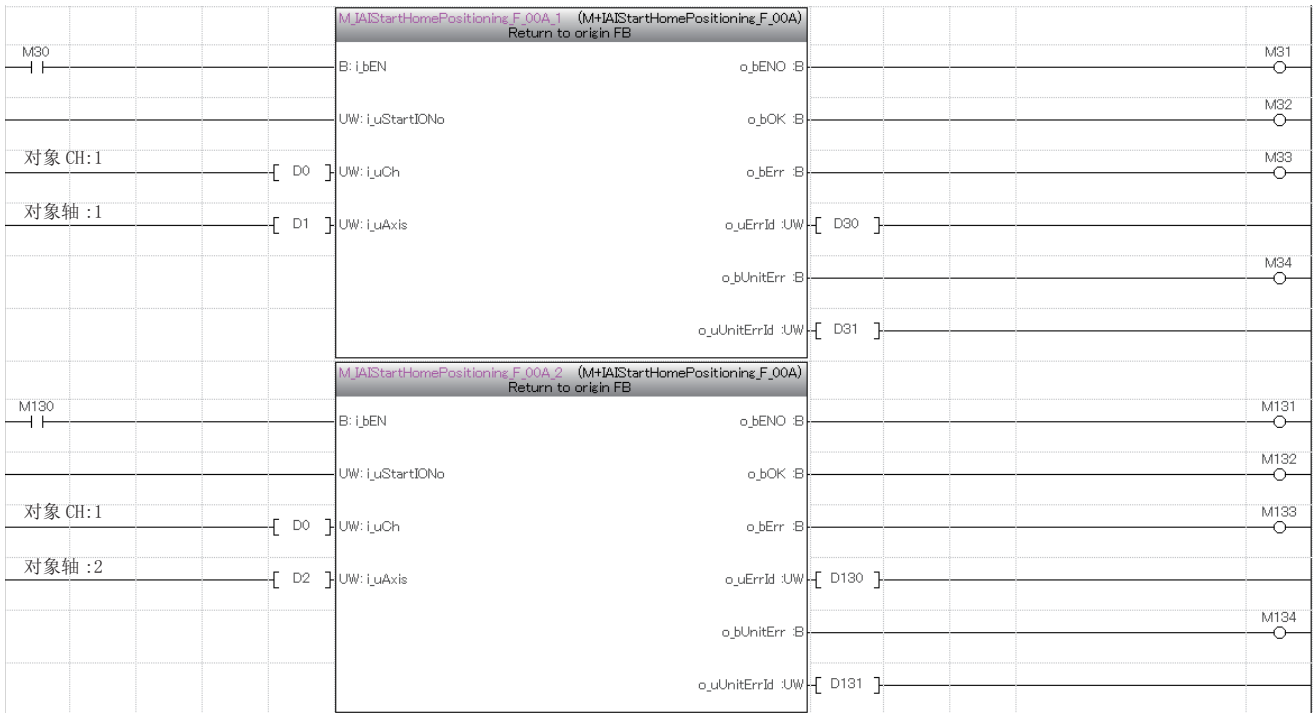 M_IAIStartHomePositioning_F_00A_1 (M+IAIStartHomePositioning_F_00A)
Return to origin FB
M30
B: i_bEN
o_bENO :B
M31
UW: i_uStartIONo
o_bOK :B
M32
对象 CH:1
D0
UW: i_uCh
o_bErr :B
M33
对象轴 :1
D1
UW: i_uAxis
o_uErrId :UW
D30
o_bUnitErr :B
M34
o_uUnitErrId :UW
D31
M_IAIStartHomePositioning_F_00A_2 (M+IAIStartHomePositioning_F_00A)
Return to origin FB
M130
B: i_bEN
o_bENO :B
M131
UW: i_uStartIONo
o_bOK :B
M132
对象 CH:1
D0
UW: i_uCh
o_bErr :B
M133
对象轴 :2
D2
UW: i_uAxis
o_uErrId :UW
D130
o_bUnitErr :B
M134
o_uUnitErrId :UW
D131